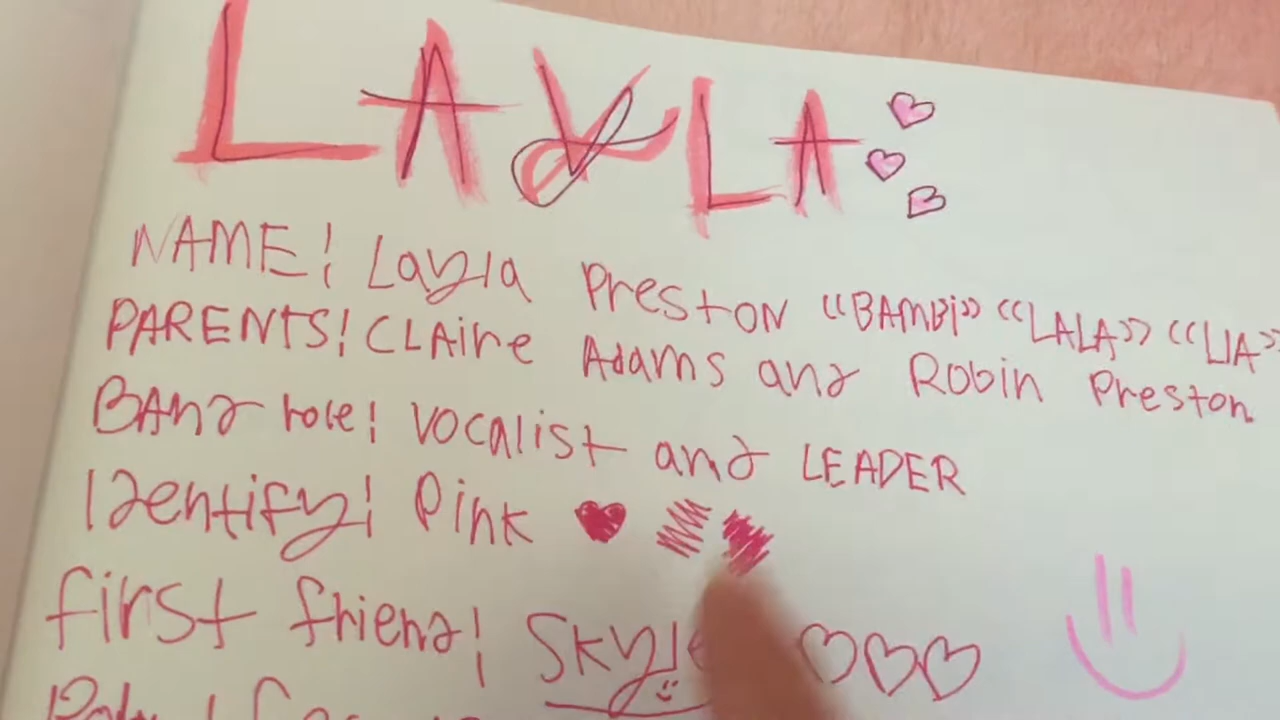 LAYLA
NAME! Layla Preston "BAMBi" "LALA" "LIA"
PARENTS! CLAire Adams and Robin Preston
BAnd role! vocalist and LEADER
Identify! Pink
first friend!